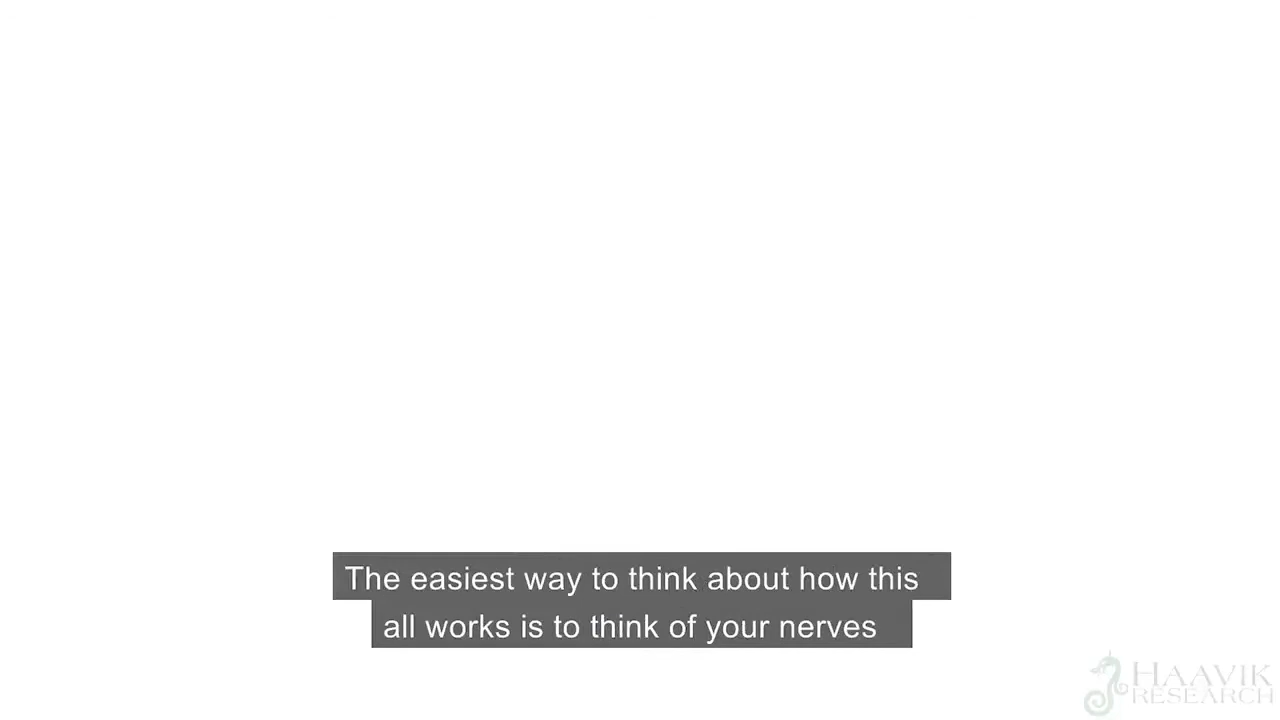 The easiest way to think about how this
all works is to think of your nerves
HAAVIK
RESEARCH